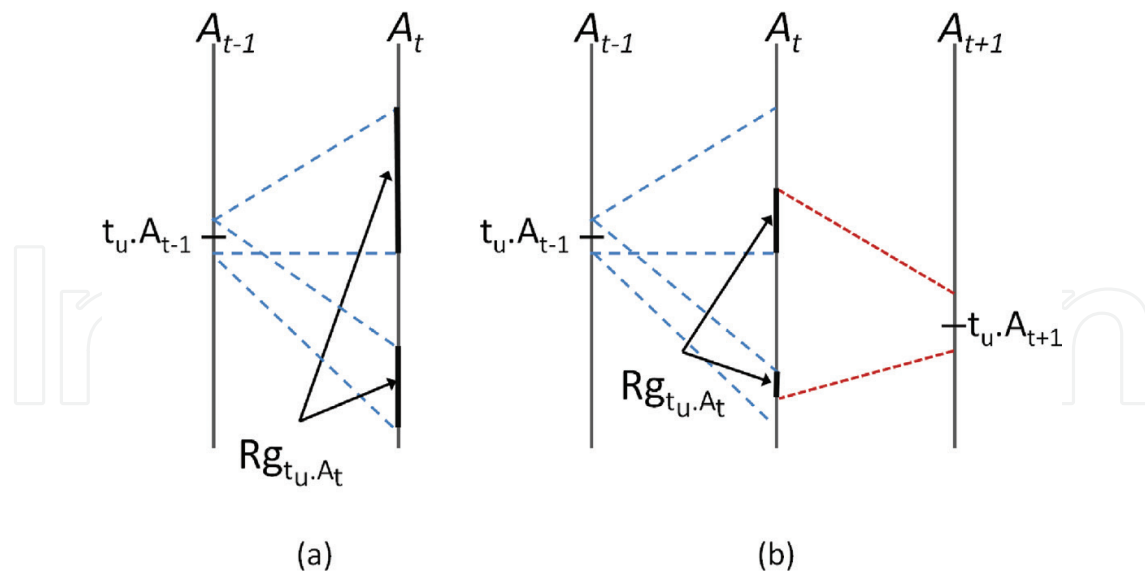 A_{t-1} A_t A_{t-1} A_t A_{t+1}
t_u.A_{t-1} t_u.A_{t-1}
t_u.A_{t+1}
Rg_{t_u.A_t} Rg_{t_u.A_t}
(a) (b)